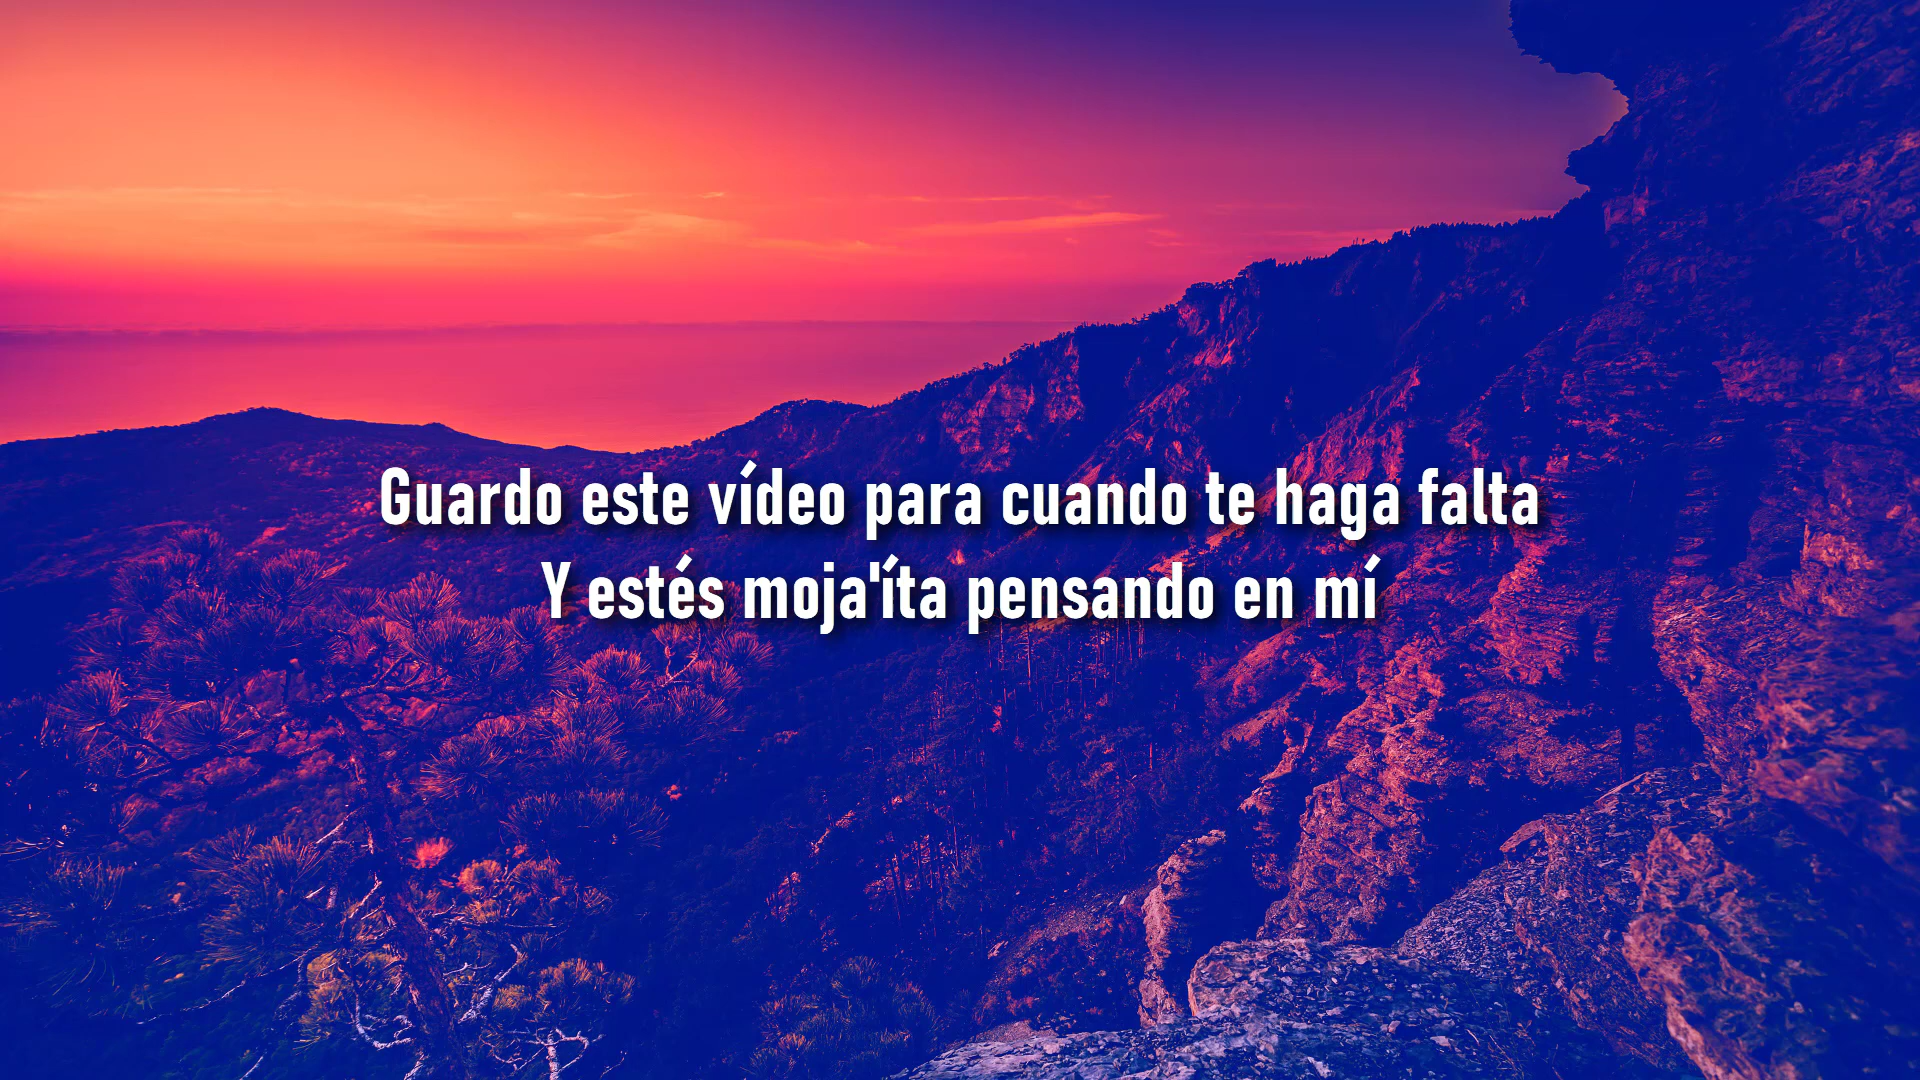 Guardo este vídeo para cuando te haga falta
Y estés moja'íta pensando en mí